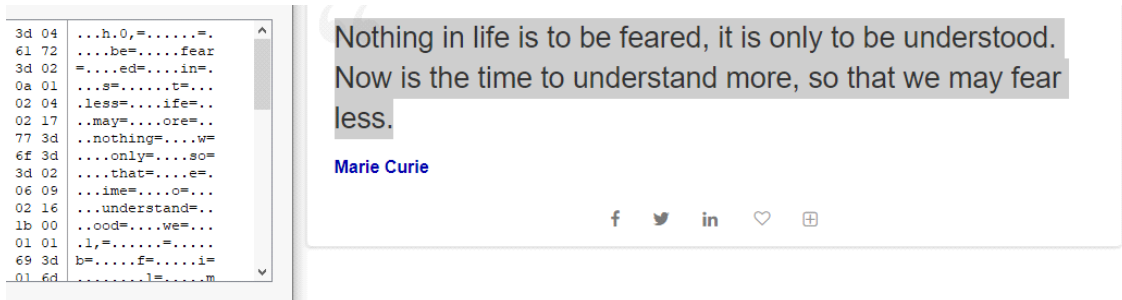 3d 04 ...h.0,=......=.
61 72 ....be=.....fear
3d 02 =....ed=....in=.
0a 01 ...s=.....t=...
02 04 .less=....ife=..
02 17 ..may=....ore=..
77 3d ..nothing=....w=
6f 3d ....only=....so=
3d 02 ....that=....e=.
06 09 ...ime=....o=...
02 16 ...understand=..
1b 00 ..ood=....we=...
01 01 .l,=......=.....
69 3d b=.....f=.....i=
01 6d ........l=.....m
Nothing in life is to be feared, it is only to be understood.
Now is the time to understand more, so that we may fear
less.
Marie Curie
f in